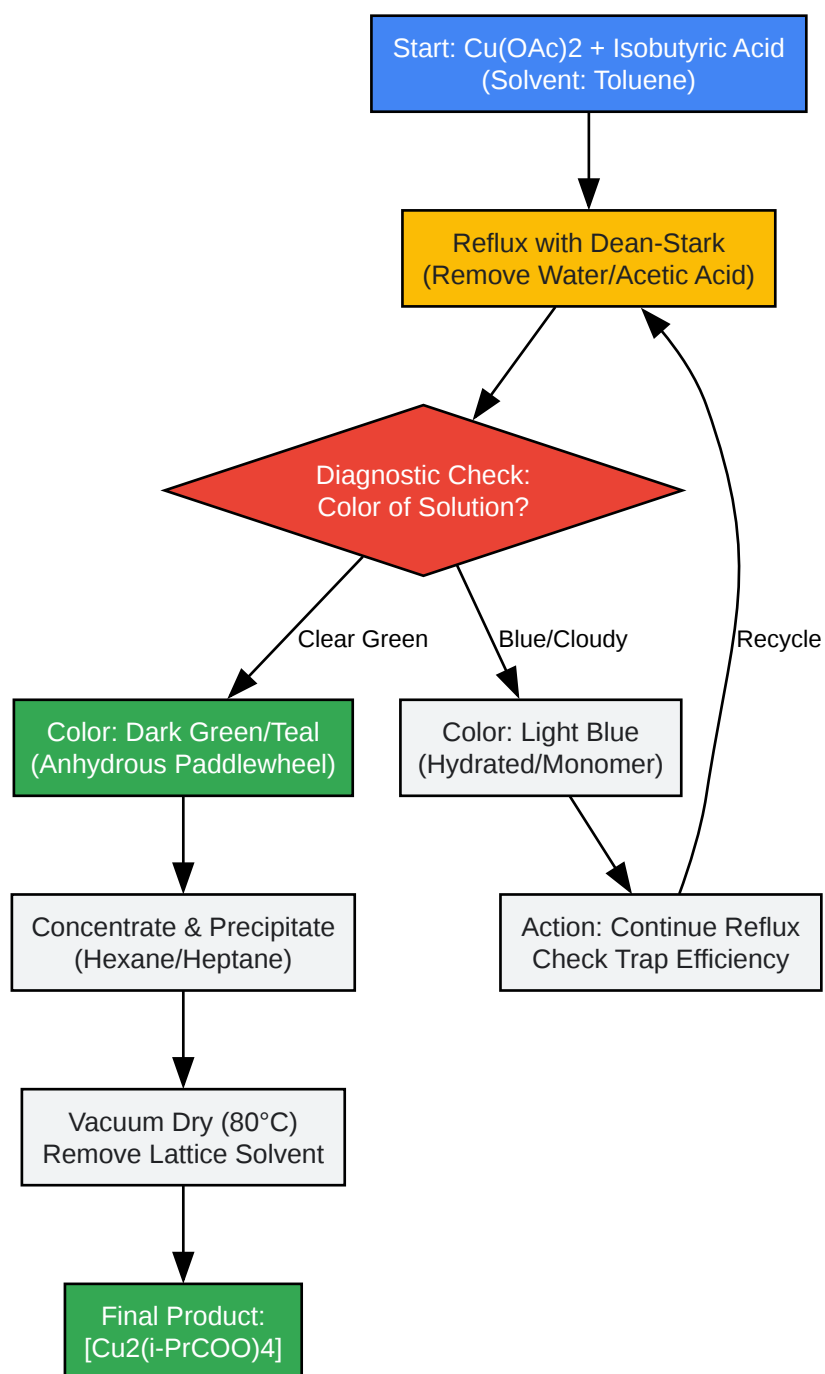 Start: Cu(OAc)2 + Isobutyric Acid
(Solvent: Toluene)
Reflux with Dean-Stark
(Remove Water/Acetic Acid)
Diagnostic Check:
Color of Solution?
Clear Green
Blue/Cloudy
Recycle
Color: Dark Green/Teal
(Anhydrous Paddlewheel)
Color: Light Blue
(Hydrated/Monomer)
Concentrate & Precipitate
(Hexane/Heptane)
Action: Continue Reflux
Check Trap Efficiency
Vacuum Dry (80°C)
Remove Lattice Solvent
Final Product:
[Cu2(i-PrCOO)4]